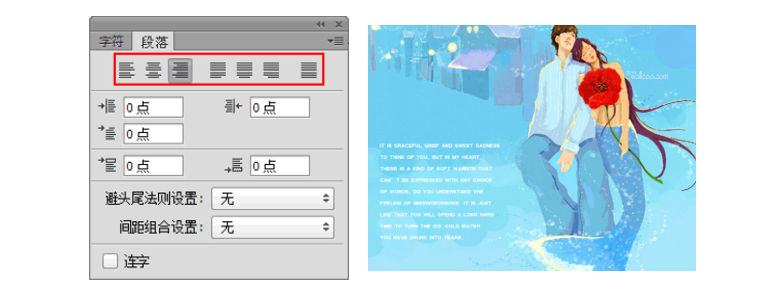 字符 段落
0 点 0 点
0 点
0 点 0 点
避头尾法则设置： 无
间距组合设置： 无
连字
IT IS GRACEFUL GRIEF AND SWEET SADNESS
TO THINK OF YOU, BUT IN MY HEART,
THERE IS A KIND OF SOFT WARMTH THAT
CAN'T BE EXPRESSED WITH ANY CHOICE
OF WORDS. DO YOU UNDERSTAND THE
FEELING OF IT IS JUST
LIKE THAT YOU WILL SPEND A LONG HARD
TIME TO TURN THE ICE COLD WATER
YOU HAVE DRUNK INTO TEARS.